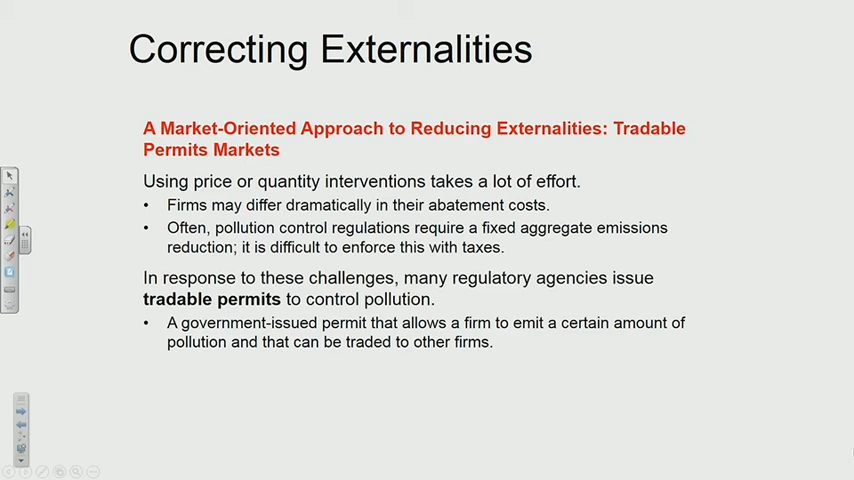 Correcting Externalities
A Market-Oriented Approach to Reducing Externalities: Tradable
Permits Markets
Using price or quantity interventions takes a lot of effort.
• Firms may differ dramatically in their abatement costs.
• Often, pollution control regulations require a fixed aggregate emissions
reduction; it is difficult to enforce this with taxes.
In response to these challenges, many regulatory agencies issue
tradable permits to control pollution.
• A government-issued permit that allows a firm to emit a certain amount of
pollution and that can be traded to other firms.